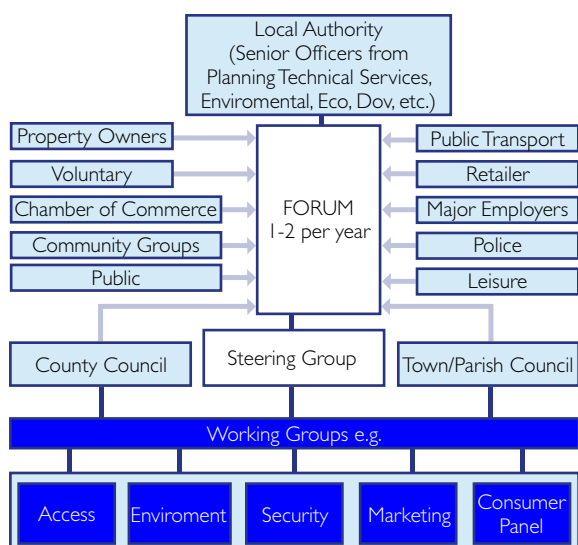 Local Authority
(Senior Officers from
Planning Technical Services,
Enviromental, Eco, Dov, etc.)
Property Owners
Voluntary
Chamber of Commerce
Community Groups
Public
FORUM
1-2 per year
Public Transport
Retailer
Major Employers
Police
Leisure
County Council
Steering Group
Town/Parish Council
Working Groups e.g.
Access
Enviroment
Security
Marketing
Consumer
Panel